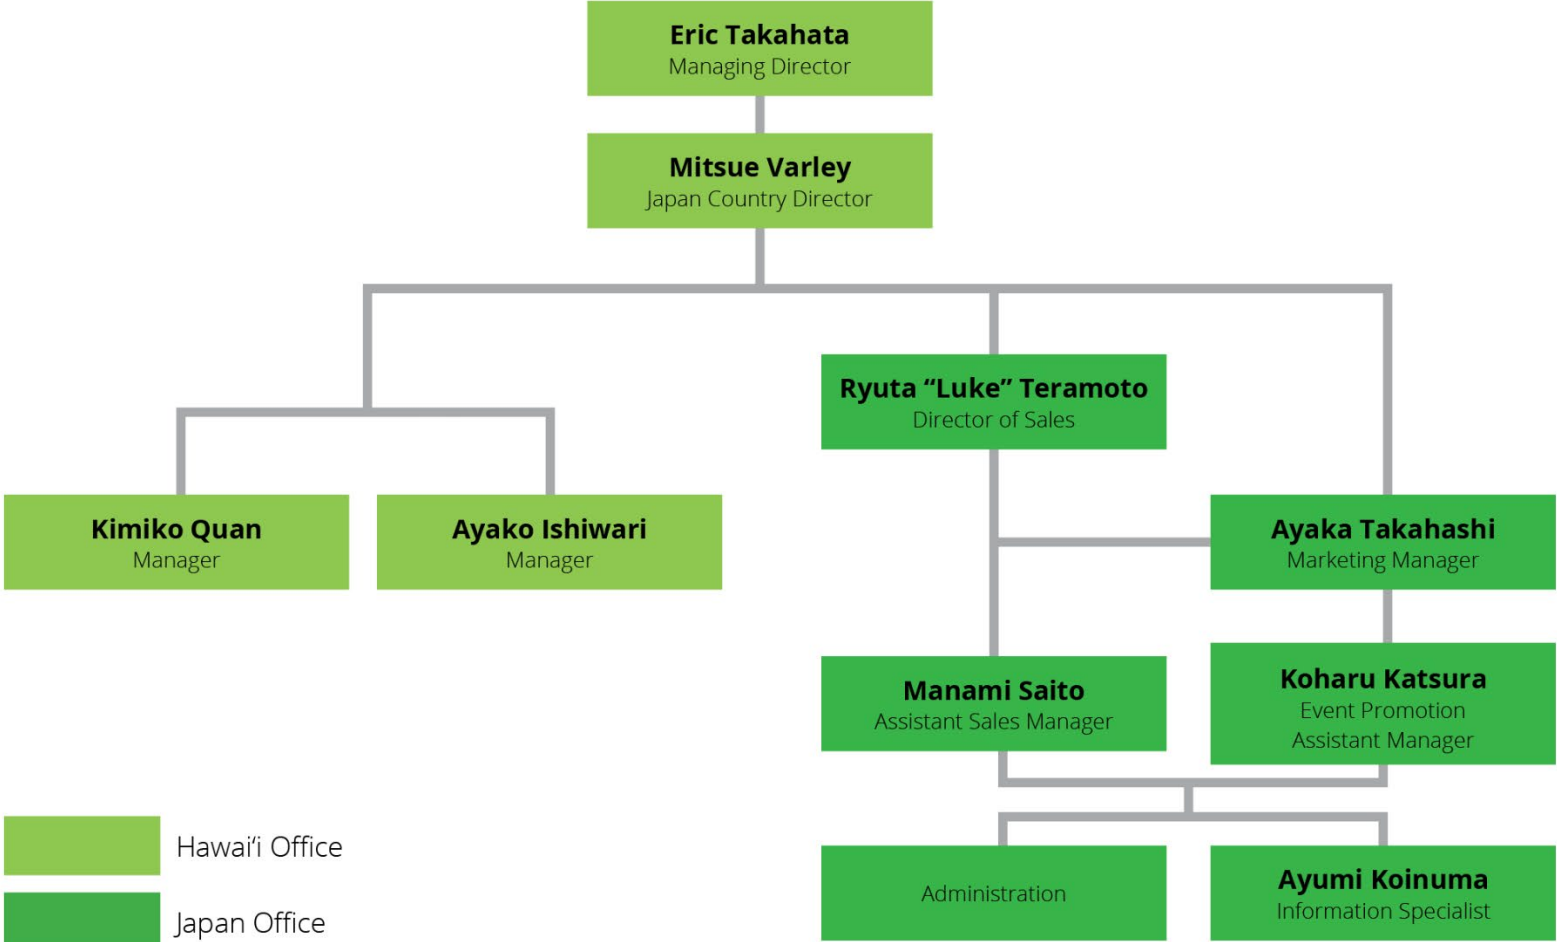 Eric Takahata
Managing Director
Mitsue Varley
Japan Country Director
Ryuta “Luke” Teramoto
Director of Sales
Kimiko Quan
Manager
Ayako Ishiwari
Manager
Ayaka Takahashi
Marketing Manager
Manami Saito
Assistant Sales Manager
Koharu Katsura
Event Promotion
Assistant Manager
Hawai‘i Office
Japan Office
Administration
Ayumi Koinuma
Information Specialist